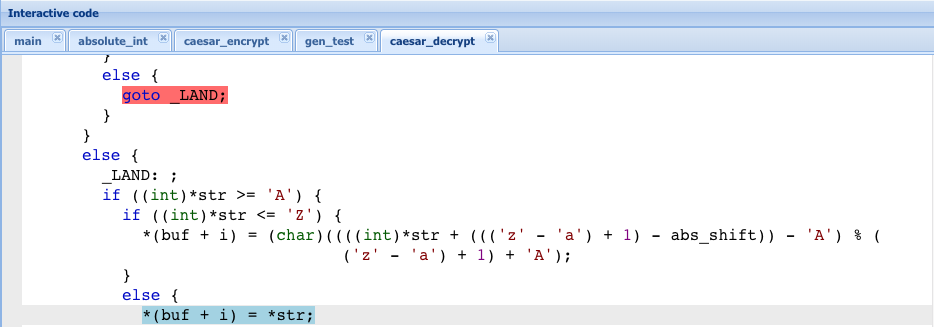 Interactive code
main absolute_int caesar_encrypt gen_test caesar_decrypt
}
else {
goto _LAND;
}
}
else {
_LAND: ;
if ((int)*str >= 'A') {
if ((int)*str <= 'Z') {
*(buf + i) = (char)((((int)*str + ((('z' - 'a') + 1) - abs_shift)) - 'A') % (
('z' - 'a') + 1) + 'A');
}
else {
*(buf + i) = *str;